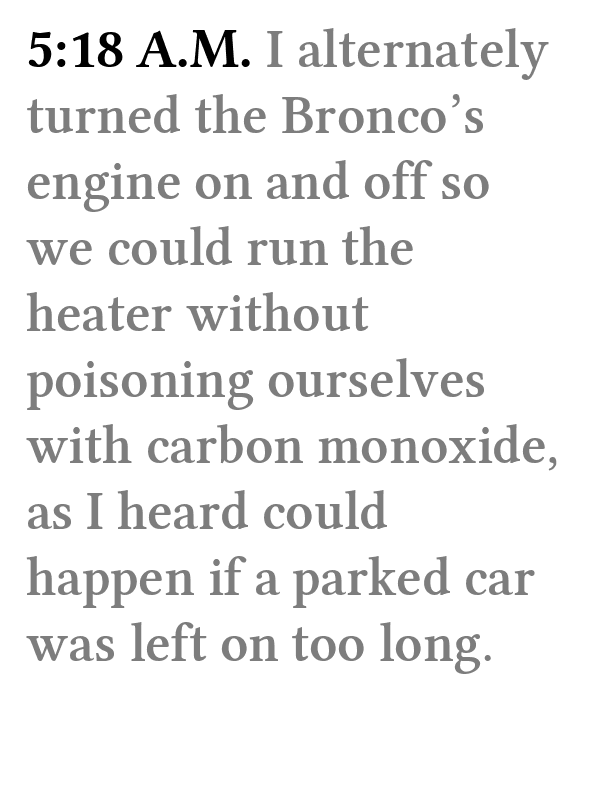 5:18 A.M. I alternately
turned the Bronco’s
engine on and off so
we could run the
heater without
poisoning ourselves
with carbon monoxide,
as I heard could
happen if a parked car
was left on too long.